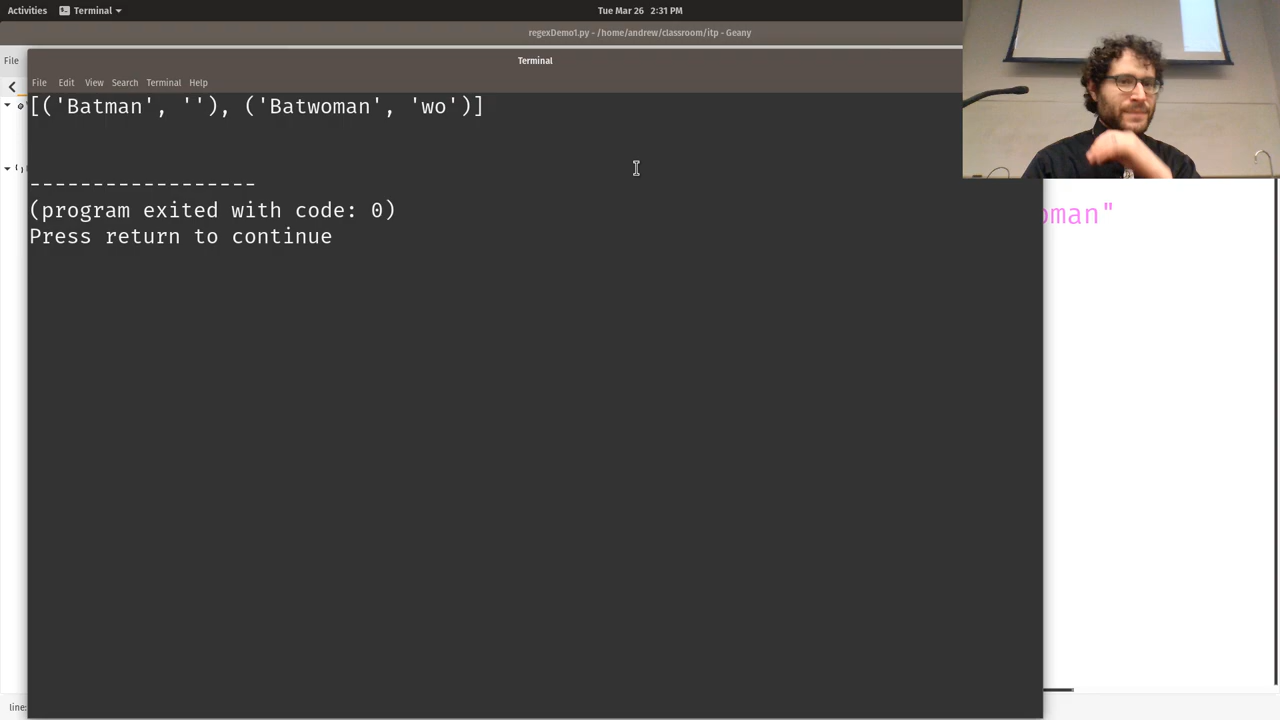 Activities Terminal Tue Mar 26 2:31 PM
regexDemo1.py - /home/andrew/classroom/itp - Geany
File
Terminal
File Edit View Search Terminal Help
[('Batman', ''), ('Batwoman', 'wo')]
------------------
(program exited with code: 0)
Press return to continue
oman"
line: